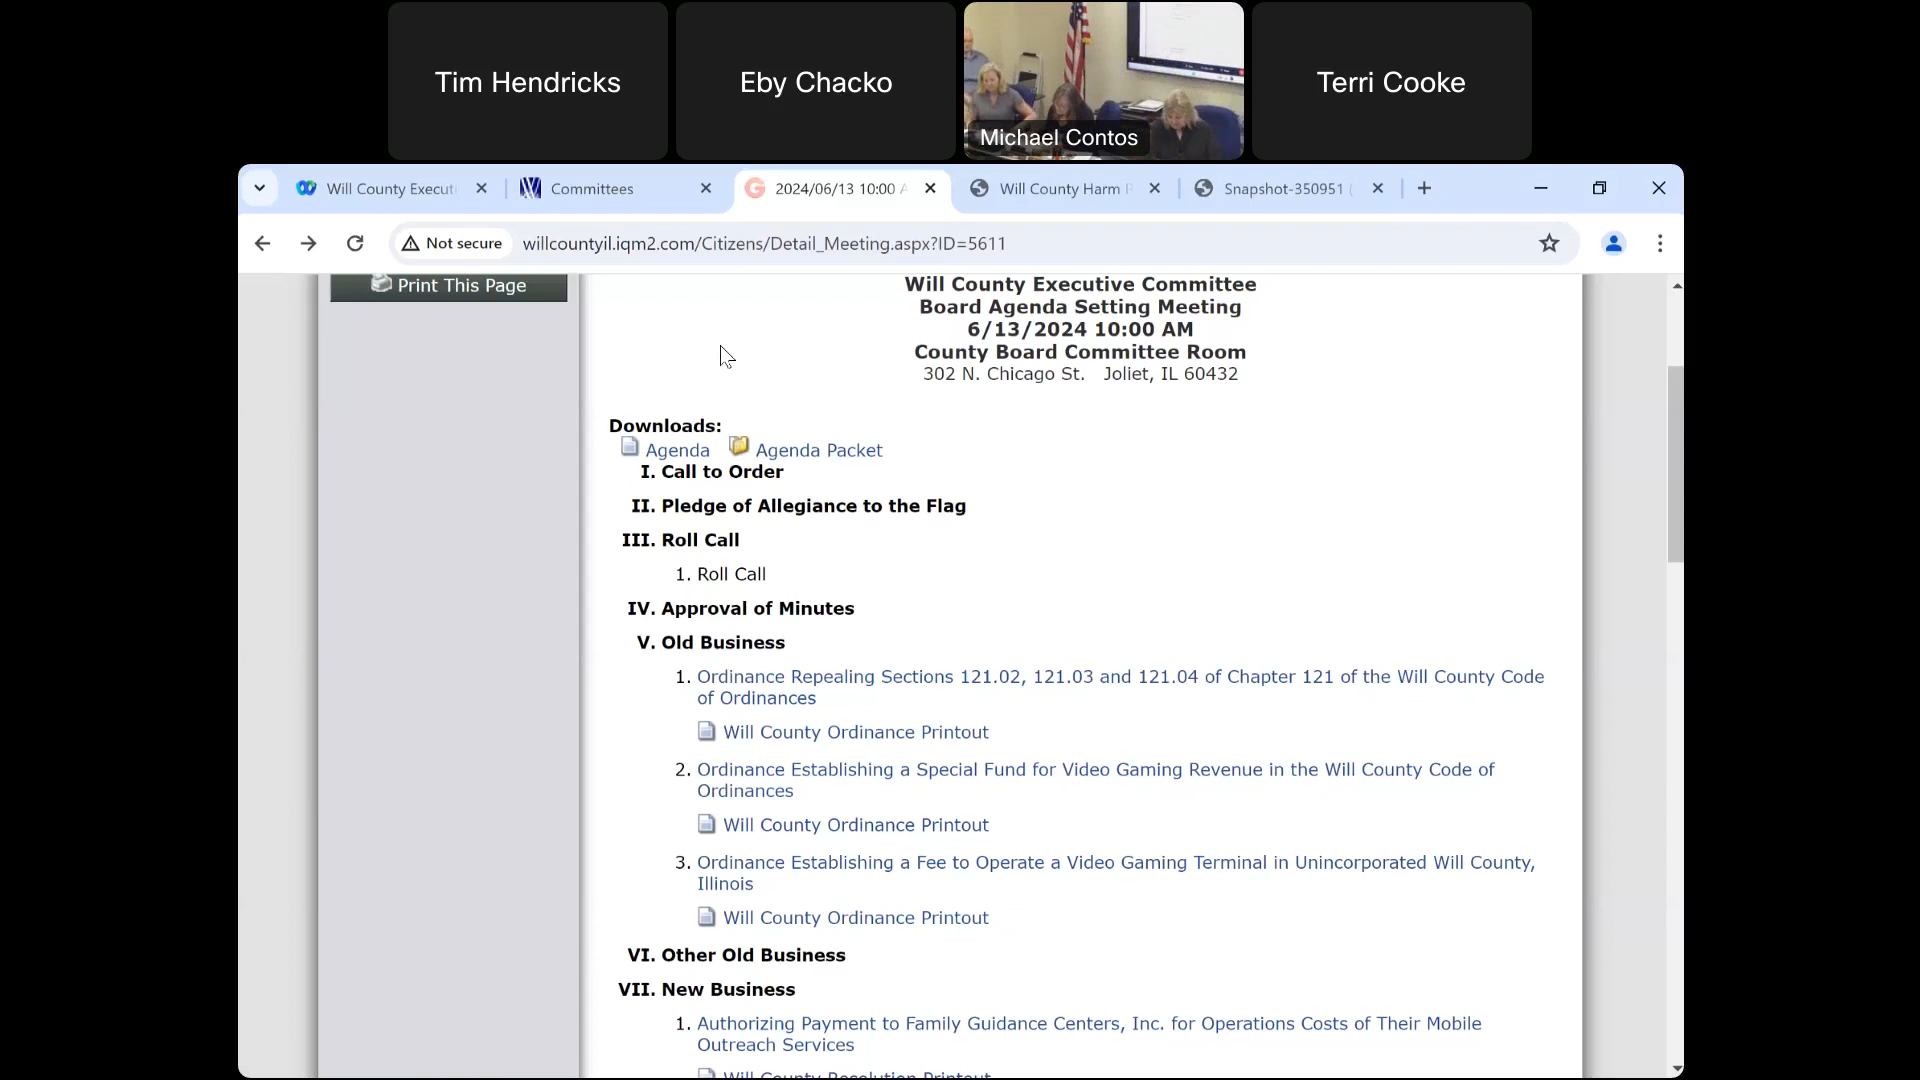 Tim Hendricks
Eby Chacko
Michael Contos
Terri Cooke
Will County Execut
Committees
2024/06/13 10:00 A
Will County Harm
Snapshot-350951
Not secure
willcountyil.iqm2.com/Citizens/Detail_Meeting.aspx?ID=5611
Print This Page
Will County Executive Committee
Board Agenda Setting Meeting
6/13/2024 10:00 AM
County Board Committee Room
302 N. Chicago St. Joliet, IL 60432
Downloads:
Agenda Agenda Packet
I. Call to Order
II. Pledge of Allegiance to the Flag
III. Roll Call
1. Roll Call
IV. Approval of Minutes
V. Old Business
1. Ordinance Repealing Sections 121.02, 121.03 and 121.04 of Chapter 121 of the Will County Code
of Ordinances
Will County Ordinance Printout
2. Ordinance Establishing a Special Fund for Video Gaming Revenue in the Will County Code of
Ordinances
Will County Ordinance Printout
3. Ordinance Establishing a Fee to Operate a Video Gaming Terminal in Unincorporated Will County,
Illinois
Will County Ordinance Printout
VI. Other Old Business
VII. New Business
1. Authorizing Payment to Family Guidance Centers, Inc. for Operations Costs of Their Mobile
Outreach Services
Will County Resolution Printout